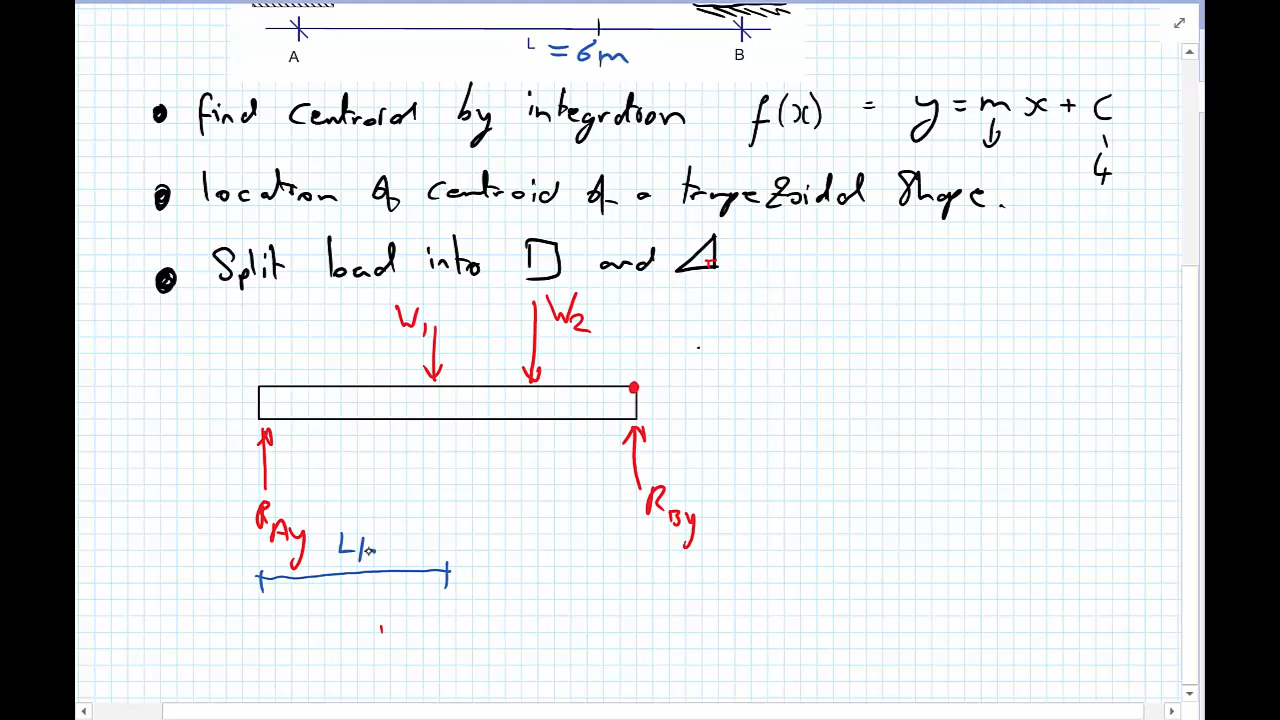 A L = 6m B
find centroid by integration f(x) = y = m x + c
4
location of centroid of a trapezoidal shape.
Split load into and
W1 W2
RAy RBy
L/